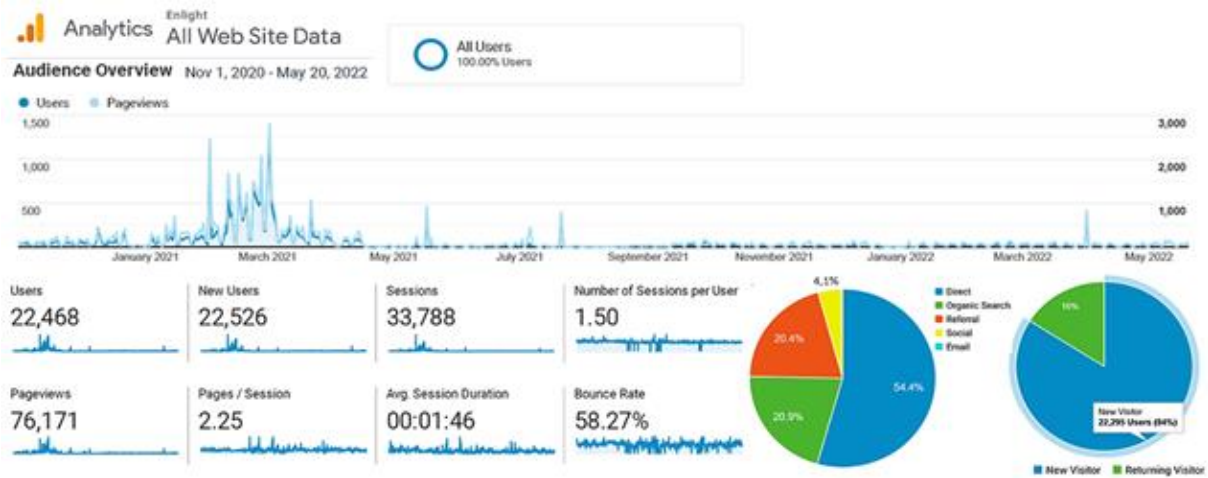 Analytics
Enlight
All Web Site Data
All Users
100.00% Users
Audience Overview
Nov 1, 2020 - May 20, 2022
Users
Pageviews
1,500
3,000
1,000
2,000
500
1,000
January 2021
March 2021
May 2021
July 2021
September 2021
November 2021
January 2022
March 2022
May 2022
Users
22,468
New Users
22,526
Sessions
33,788
Number of Sessions per User
1.50
Pageviews
76,171
Pages / Session
2.25
Avg. Session Duration
00:01:46
Bounce Rate
58.27%
4,1%
20.4%
54.4%
20.9%
Direct
Organic Search
Referral
Social
Email
16%
New Visitor
22,295 Users (84%)
New Visitor
Returning Visitor